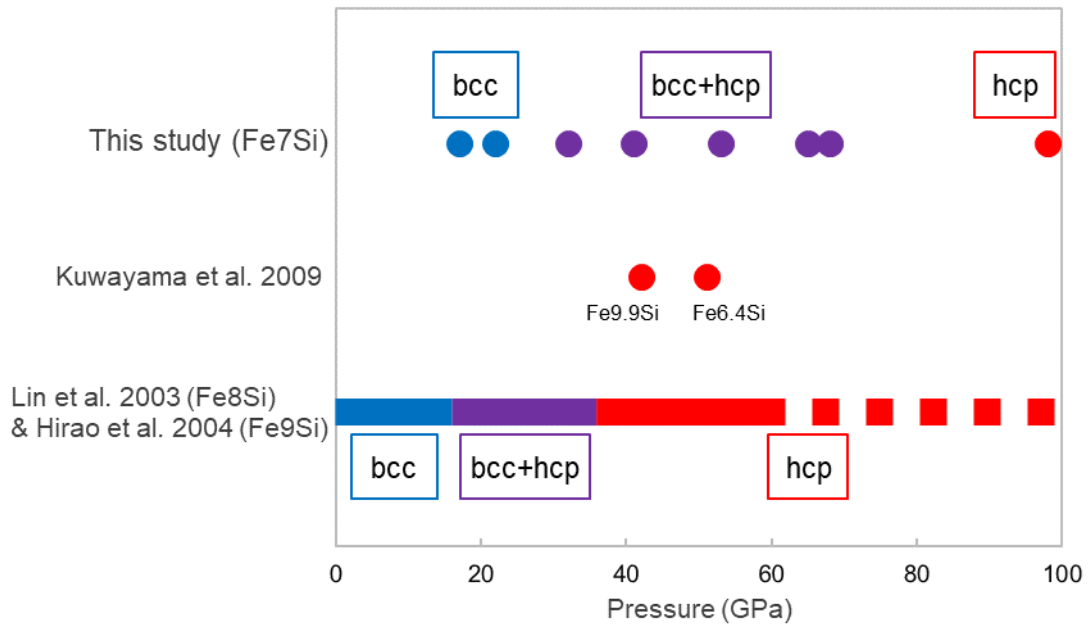 bcc
bcc+hcp
hcp
This study (Fe7Si)
Kuwayama et al. 2009
Fe9.9Si
Fe6.4Si
Lin et al. 2003 (Fe8Si)
& Hirao et al. 2004 (Fe9Si)
bcc
bcc+hcp
hcp
0
20
40
60
80
100
Pressure (GPa)